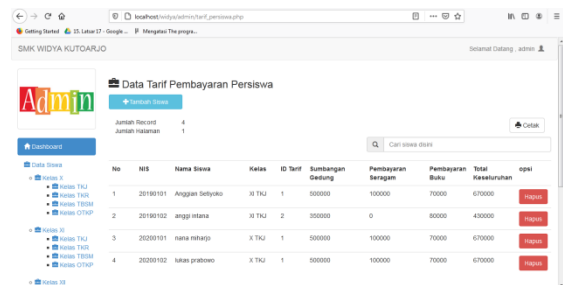 localhost/widya/admin/tarif_persiswa.php
Getting Started
23. Latsar 17 - Google ...
Mengatasi The progra...
SMK WIDYA KUTOARJO
Selamat Datang , admin
Admin
Data Tarif Pembayaran Persiswa
+ Tambah Siswa
Jumlah Record 4
Jumlah Halaman 1
Cetak
Cari siswa disini
Dashboard
Data Siswa
Kelas X
Kelas TKJ
Kelas TKR
Kelas TBSM
Kelas OTKP
Kelas XI
Kelas TKJ
Kelas TKR
Kelas TBSM
Kelas OTKP
Kelas XII
No NIS Nama Siswa Kelas ID Tarif Sumbangan Gedung Pembayaran Seragam Pembayaran Buku Total Keseluruhan opsi
1 20190101 Anggian Setiyoko XI TKJ 1 500000 100000 70000 670000 Hapus
2 20190102 anggi intana XI TKJ 2 350000 0 80000 430000 Hapus
3 20200101 nana miharjo X TKJ 1 500000 100000 70000 670000 Hapus
4 20200102 lukas prabowo X TKJ 1 500000 100000 70000 670000 Hapus